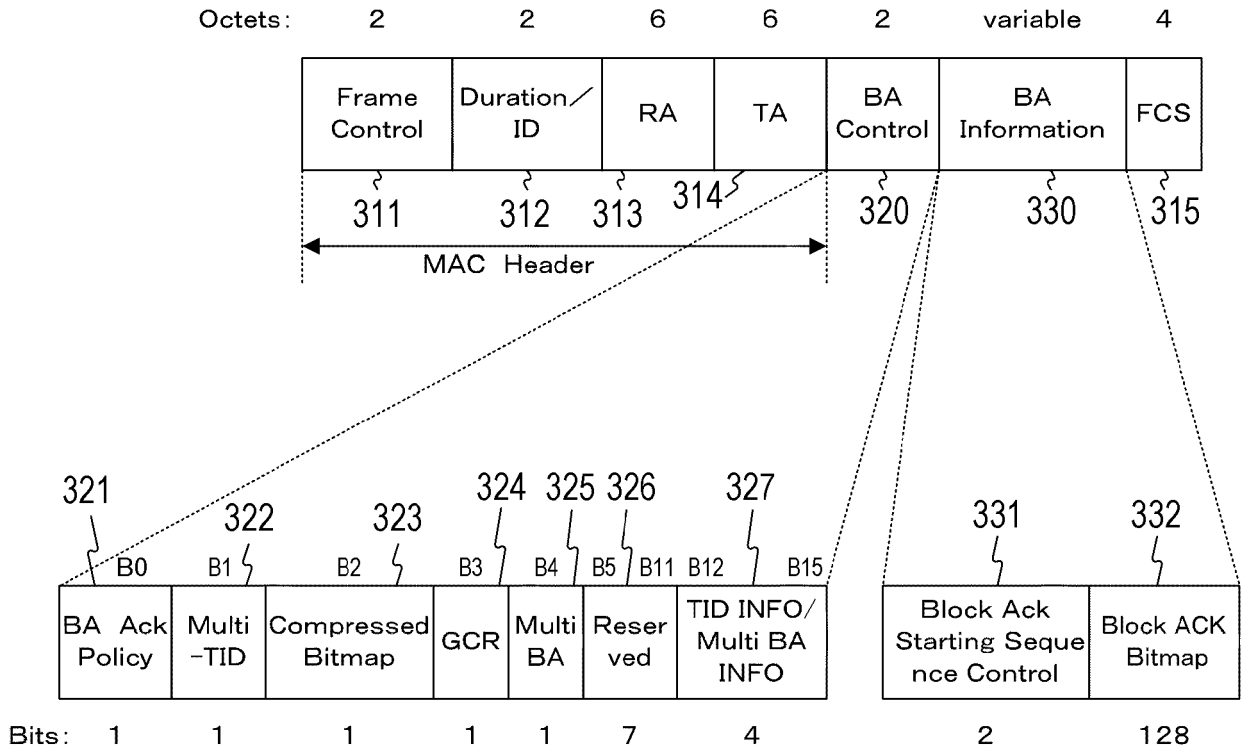 Octets: 2 2 6 6 2 variable 4
Frame Control
Duration/ ID
RA
TA
BA Control
BA Information
FCS
311 312 313 314 320 330 315
MAC Header
321 322 323 324 325 326 327 331 332
B0 B1 B2 B3 B4 B5 B11 B12 B15
BA Ack Policy
Multi -TID
Compressed Bitmap
GCR
Multi BA
Reser ved
TID INFO/ Multi BA INFO
Block Ack Starting Seque nce Control
Block ACK Bitmap
Bits: 1 1 1 1 1 7 4 2 128